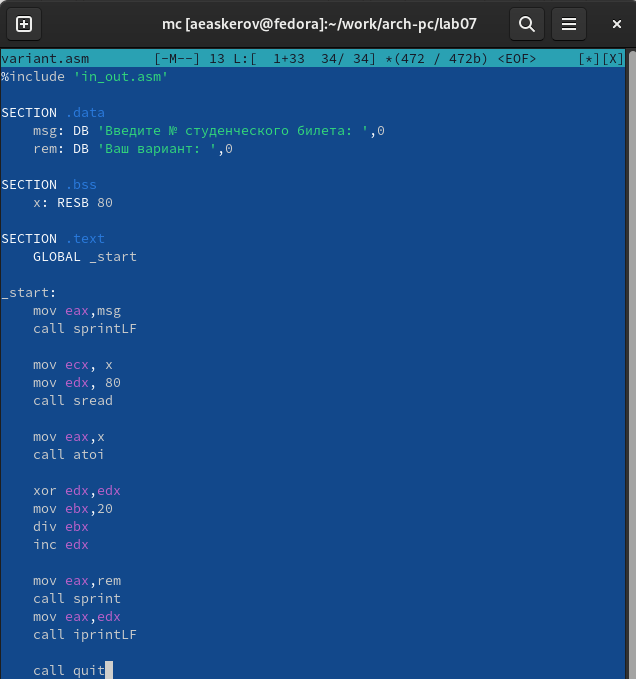 mc [aeaskerov@fedora]:~/work/arch-pc/lab07
variant.asm [-M--] 13 L:[ 1+33 34/ 34] *(472 / 472b) <EOF> [*][X]
%include 'in_out.asm'
SECTION .data
msg: DB 'Введите № студенческого билета: ',0
rem: DB 'Ваш вариант: ',0
SECTION .bss
x: RESB 80
SECTION .text
GLOBAL _start
_start:
mov eax,msg
call sprintLF
mov ecx, x
mov edx, 80
call sread
mov eax,x
call atoi
xor edx,edx
mov ebx,20
div ebx
inc edx
mov eax,rem
call sprint
mov eax,edx
call iprintLF
call quit